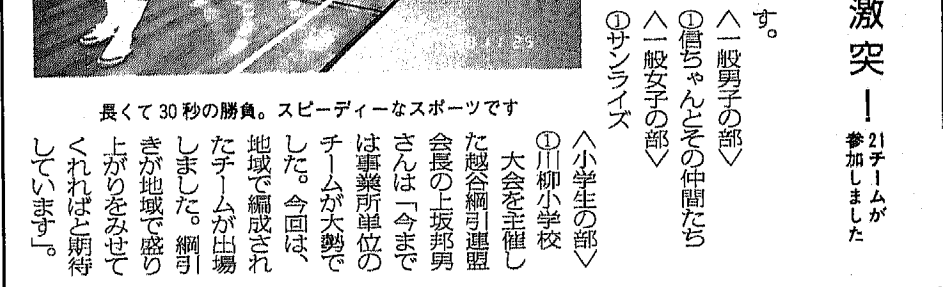 激突！
21チームが
参加しました
す。
〈一般男子の部〉
①信ちゃんとその仲間たち
〈一般女子の部〉
①サンライズ
長くて30秒の勝負。スピーディーなスポーツです
〈小学生の部〉
①川柳小学校
大会を主催し
た越谷綱引連盟
会長の上坂邦男
さんは「今まで
は事業所単位の
チームが大勢で
した。今回は、
地域で編成され
たチームが出場
しました。綱引
きが地域で盛り
上がりをみせて
くれればと期待
しています」。